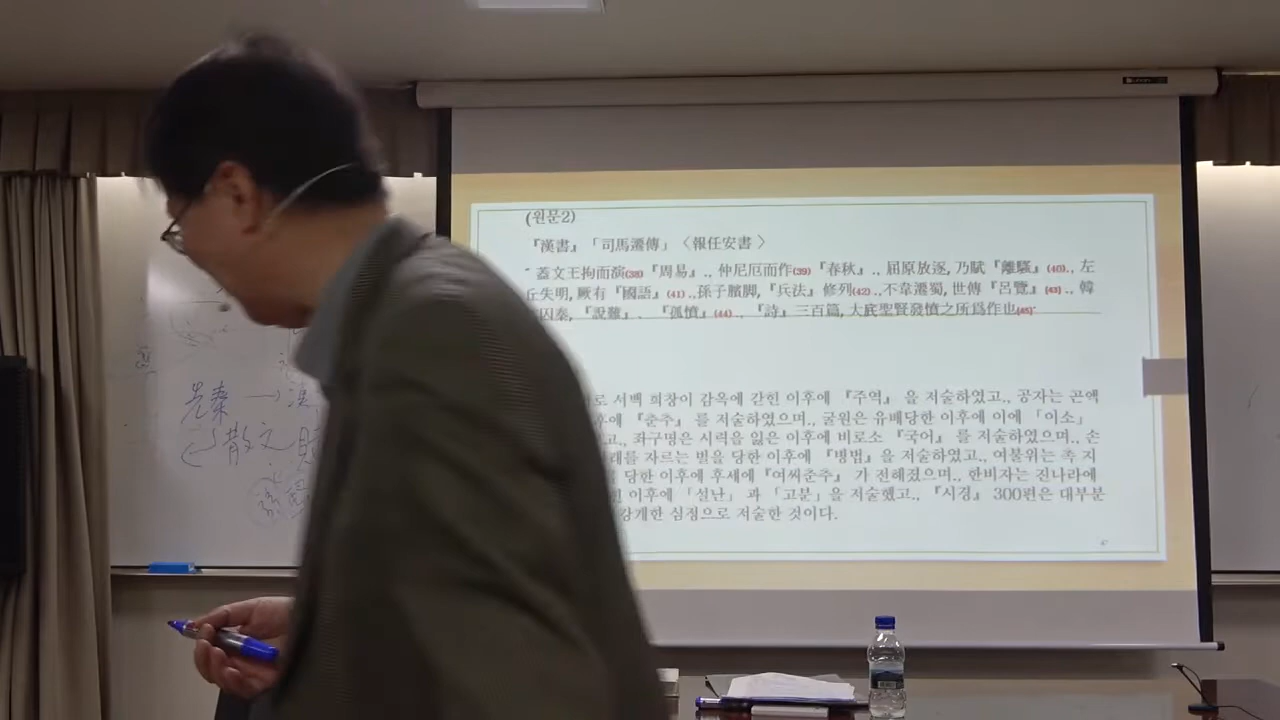 (원문2)
『漢書』「司馬遷傳」〈報任安書 〉
" 蓋文王拘而演(38)『周易』., 仲尼厄而作(39)『春秋』., 屈原放逐, 乃賦『離騷』(40)., 左
丘失明, 厥有『國語』(41).,孫子臏脚,『兵法』修列(42).,不韋遷蜀, 世傳『呂覽』(43)., 韓
囚秦,『說難』、『孤憤』(44).,『詩』三百篇, 大底聖賢發憤之所爲作也(45)"
로 서백 희창이 감옥에 갇힌 이후에『주역』을 저술하였고., 공자는 곤액
후에『춘추』를 저술하였으며, 굴원은 유배당한 이후에 이에「이소」
고., 좌구명은 시력을 잃은 이후에 비로소『국어』를 저술하였으며., 손
래를 자르는 벌을 당한 이후에『병법』을 저술하였고., 여불위는 촉 지
당한 이후에 후세에『여씨춘추』가 전해졌으며., 한비자는 진나라에
힌 이후에「설난」과「고분」을 저술했고.,『시경』300편은 대부분
강개한 심정으로 저술한 것이다.
先秦 → 漢
散文